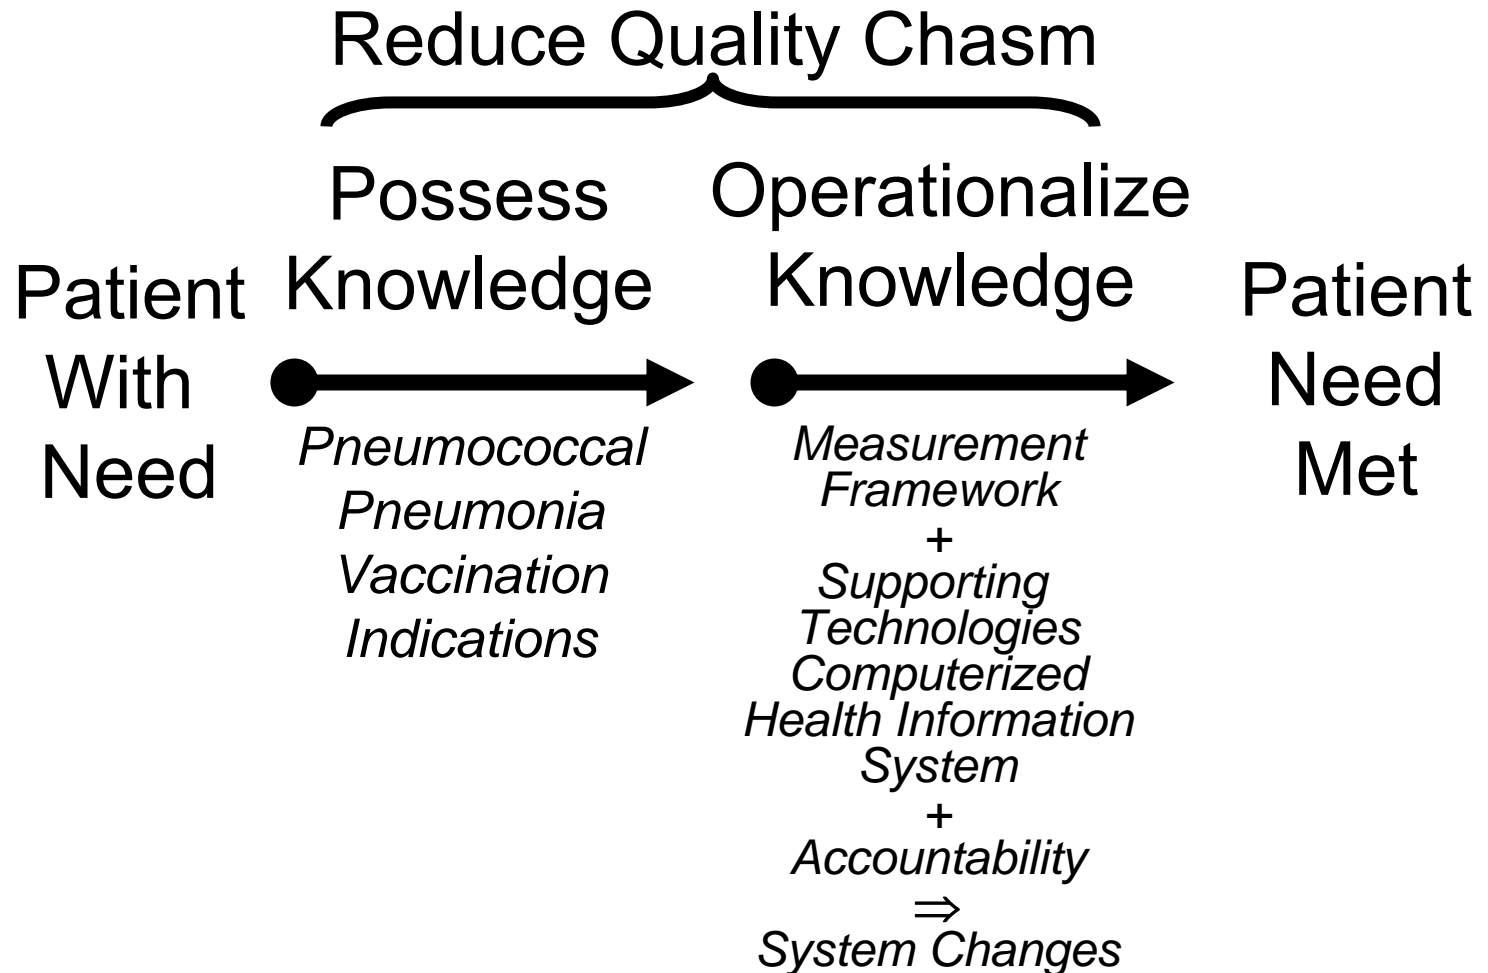 Reduce Quality Chasm
Patient
With
Need
Possess
Knowledge
Pneumococcal
Pneumonia
Vaccination
Indications
Operationalize
Knowledge
Measurement
Framework
+
Supporting
Technologies
Computerized
Health Information
System
+
Accountability
⇒
System Changes
Patient
Need
Met